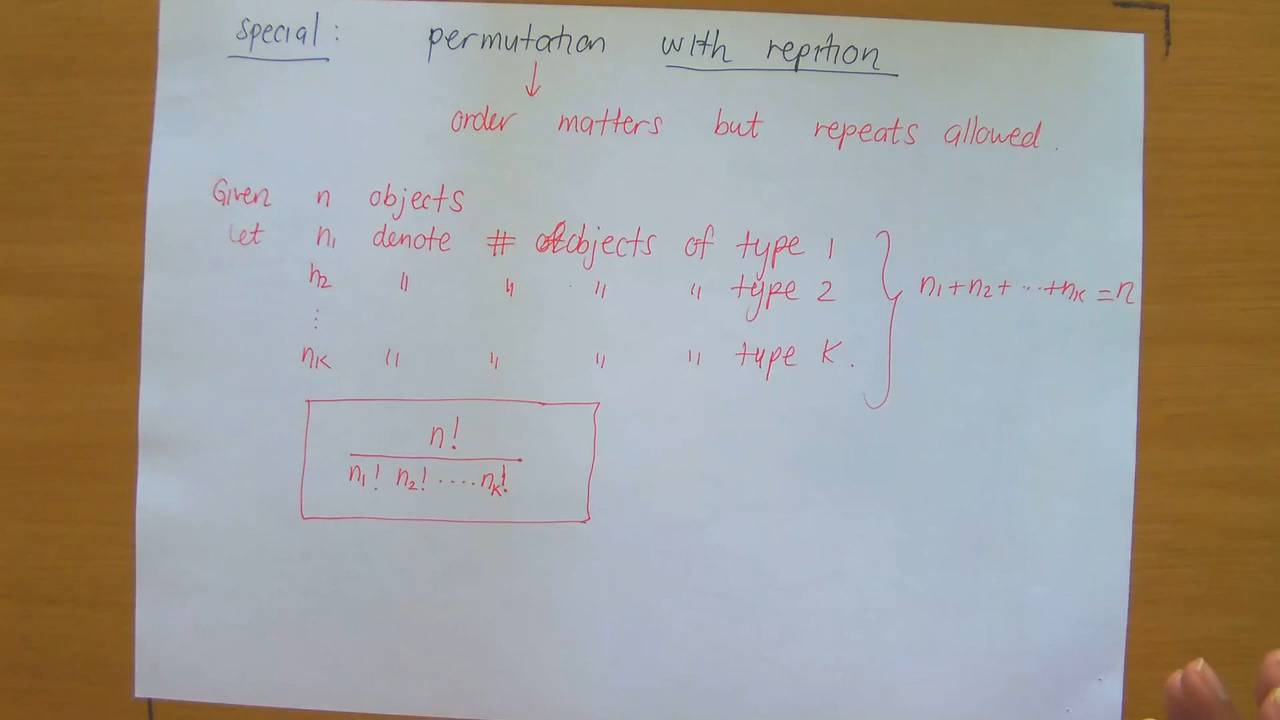 special: permutation with repition
order matters but repeats allowed.
Given n objects
Let n₁ denote # objects of type 1
n₂ " " " " type 2
n₁+n₂+ ... +nₖ = n
⋮
nₖ " " " " type K.
n!
n₁! n₂! .... nₖ!